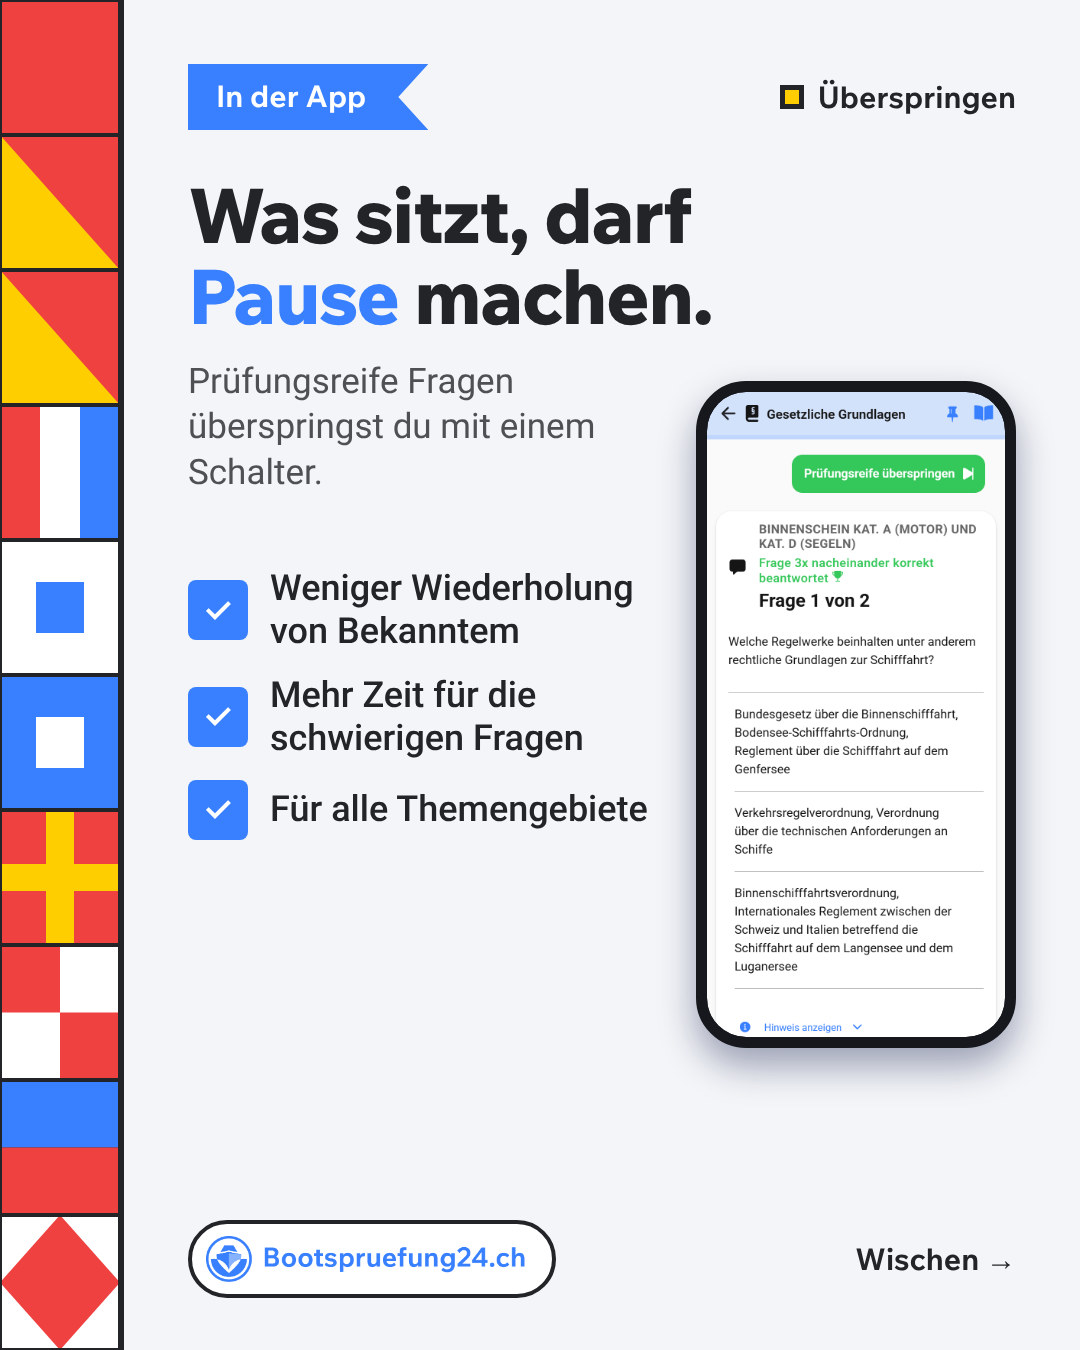 In der App
Überspringen
Was sitzt, darf
Pause machen.
Prüfungsreife Fragen
überspringst du mit einem
Schalter.
Weniger Wiederholung
von Bekanntem
Mehr Zeit für die
schwierigen Fragen
Für alle Themengebiete
Gesetzliche Grundlagen
Prüfungsreife überspringen
BINNENSCHEIN KAT. A (MOTOR) UND
KAT. D (SEGELN)
Frage 3x nacheinander korrekt
beantwortet
Frage 1 von 2
Welche Regelwerke beinhalten unter anderem
rechtliche Grundlagen zur Schifffahrt?
Bundesgesetz über die Binnenschifffahrt,
Bodensee-Schifffahrts-Ordnung,
Reglement über die Schifffahrt auf dem
Genfersee
Verkehrsregelverordnung, Verordnung
über die technischen Anforderungen an
Schiffe
Binnenschifffahrtsverordnung,
Internationales Reglement zwischen der
Schweiz und Italien betreffend die
Schifffahrt auf dem Langensee und dem
Luganersee
Hinweis anzeigen
Bootspruefung24.ch
Wischen →